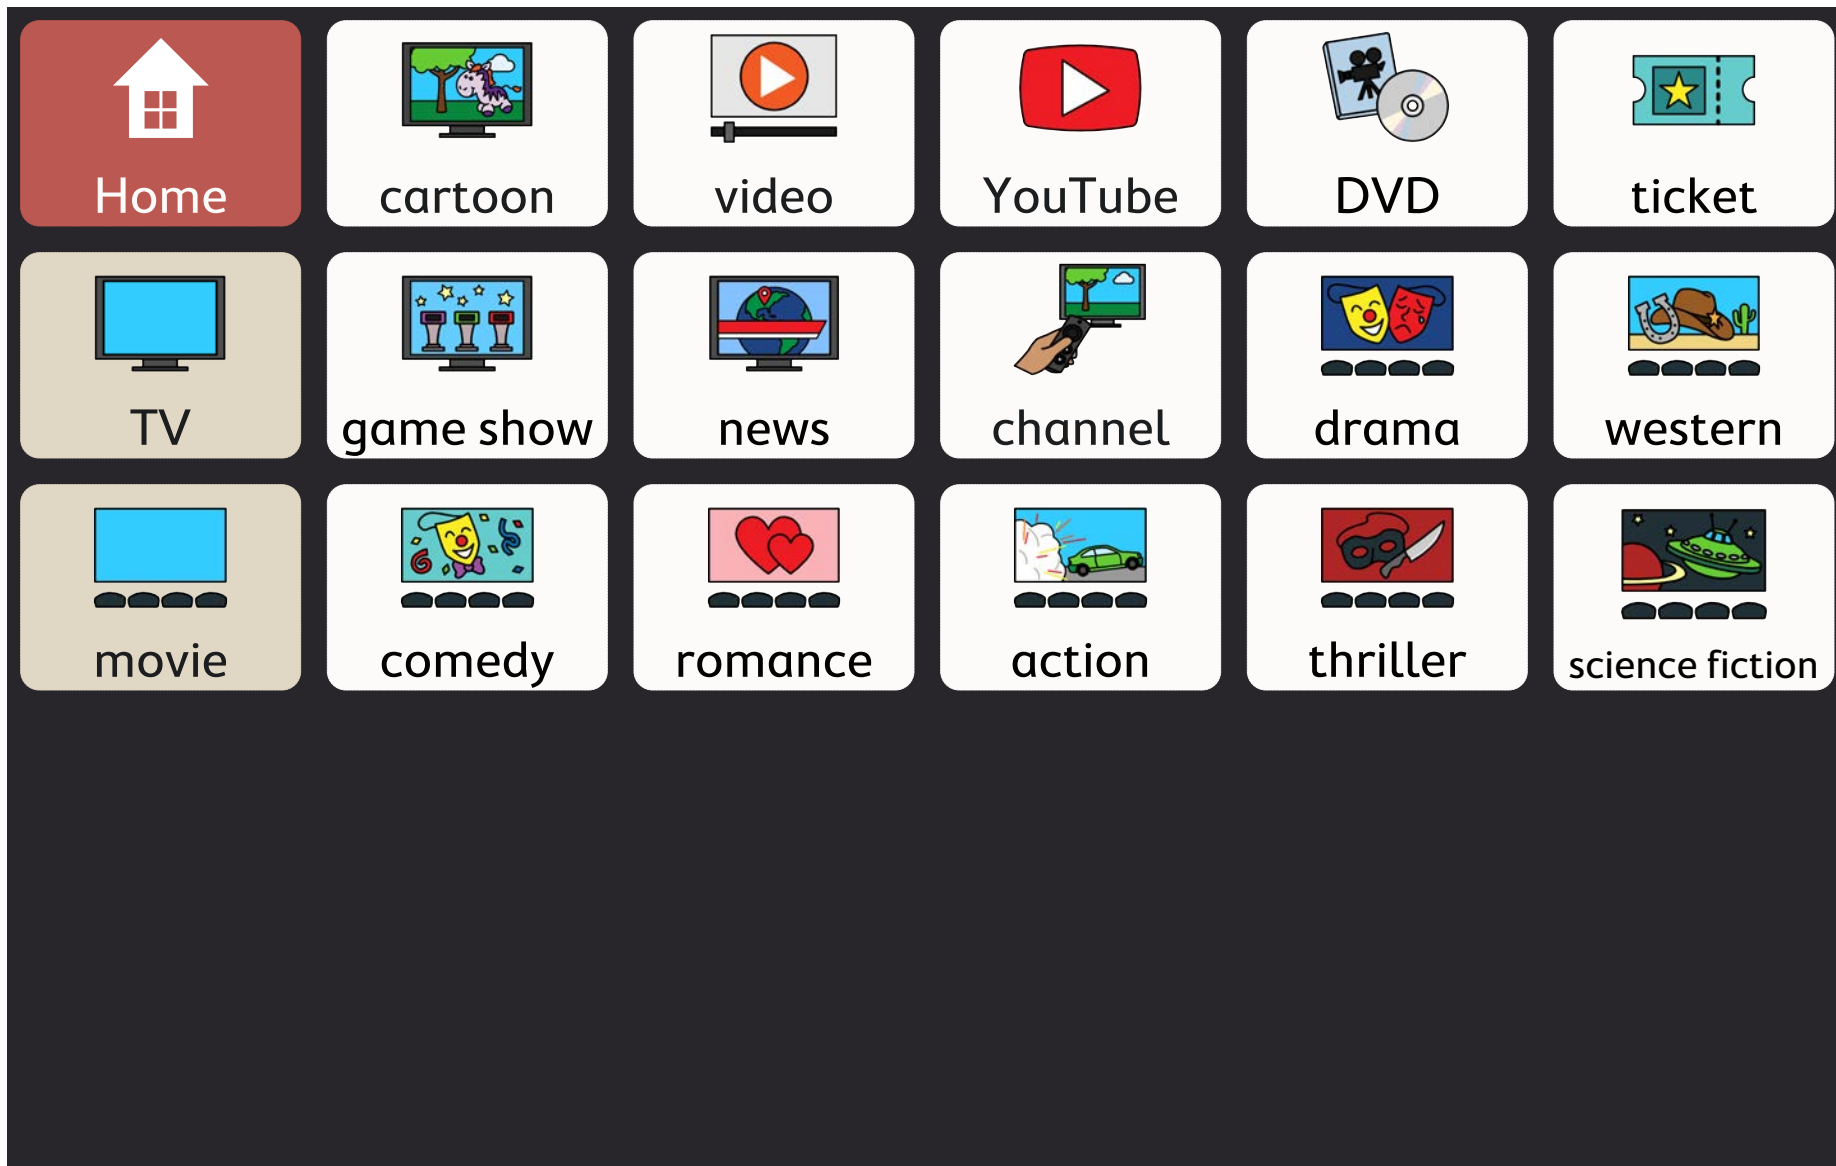 Home
cartoon
video
YouTube
DVD
ticket
TV
game show
news
channel
drama
western
movie
comedy
romance
action
thriller
science fiction